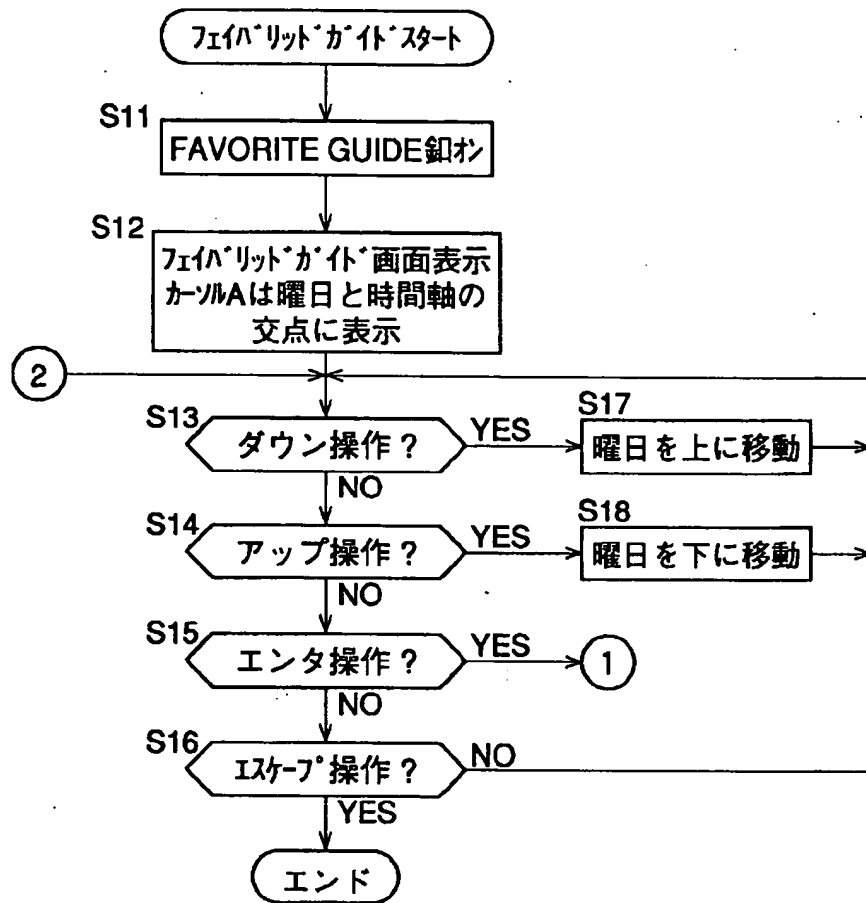 フェイバリットガイドスタート
S11
FAVORITE GUIDE釦オン
S12
フェイバリットガイド画面表示
カーソルAは曜日と時間軸の
交点に表示
2
S13
ダウン操作？
YES
S17
曜日を上に移動
NO
S14
アップ操作？
YES
S18
曜日を下に移動
NO
S15
エンタ操作？
YES
1
NO
S16
エスケープ操作？
NO
YES
エンド